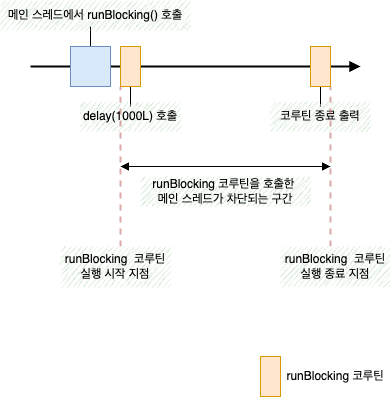 메인 스레드에서 runBlocking() 호출
delay(1000L) 호출
코루틴 종료 출력
runBlocking 코루틴을 호출한
메인 스레드가 차단되는 구간
runBlocking 코루틴
실행 시작 지점
runBlocking 코루틴
실행 종료 지점
runBlocking 코루틴